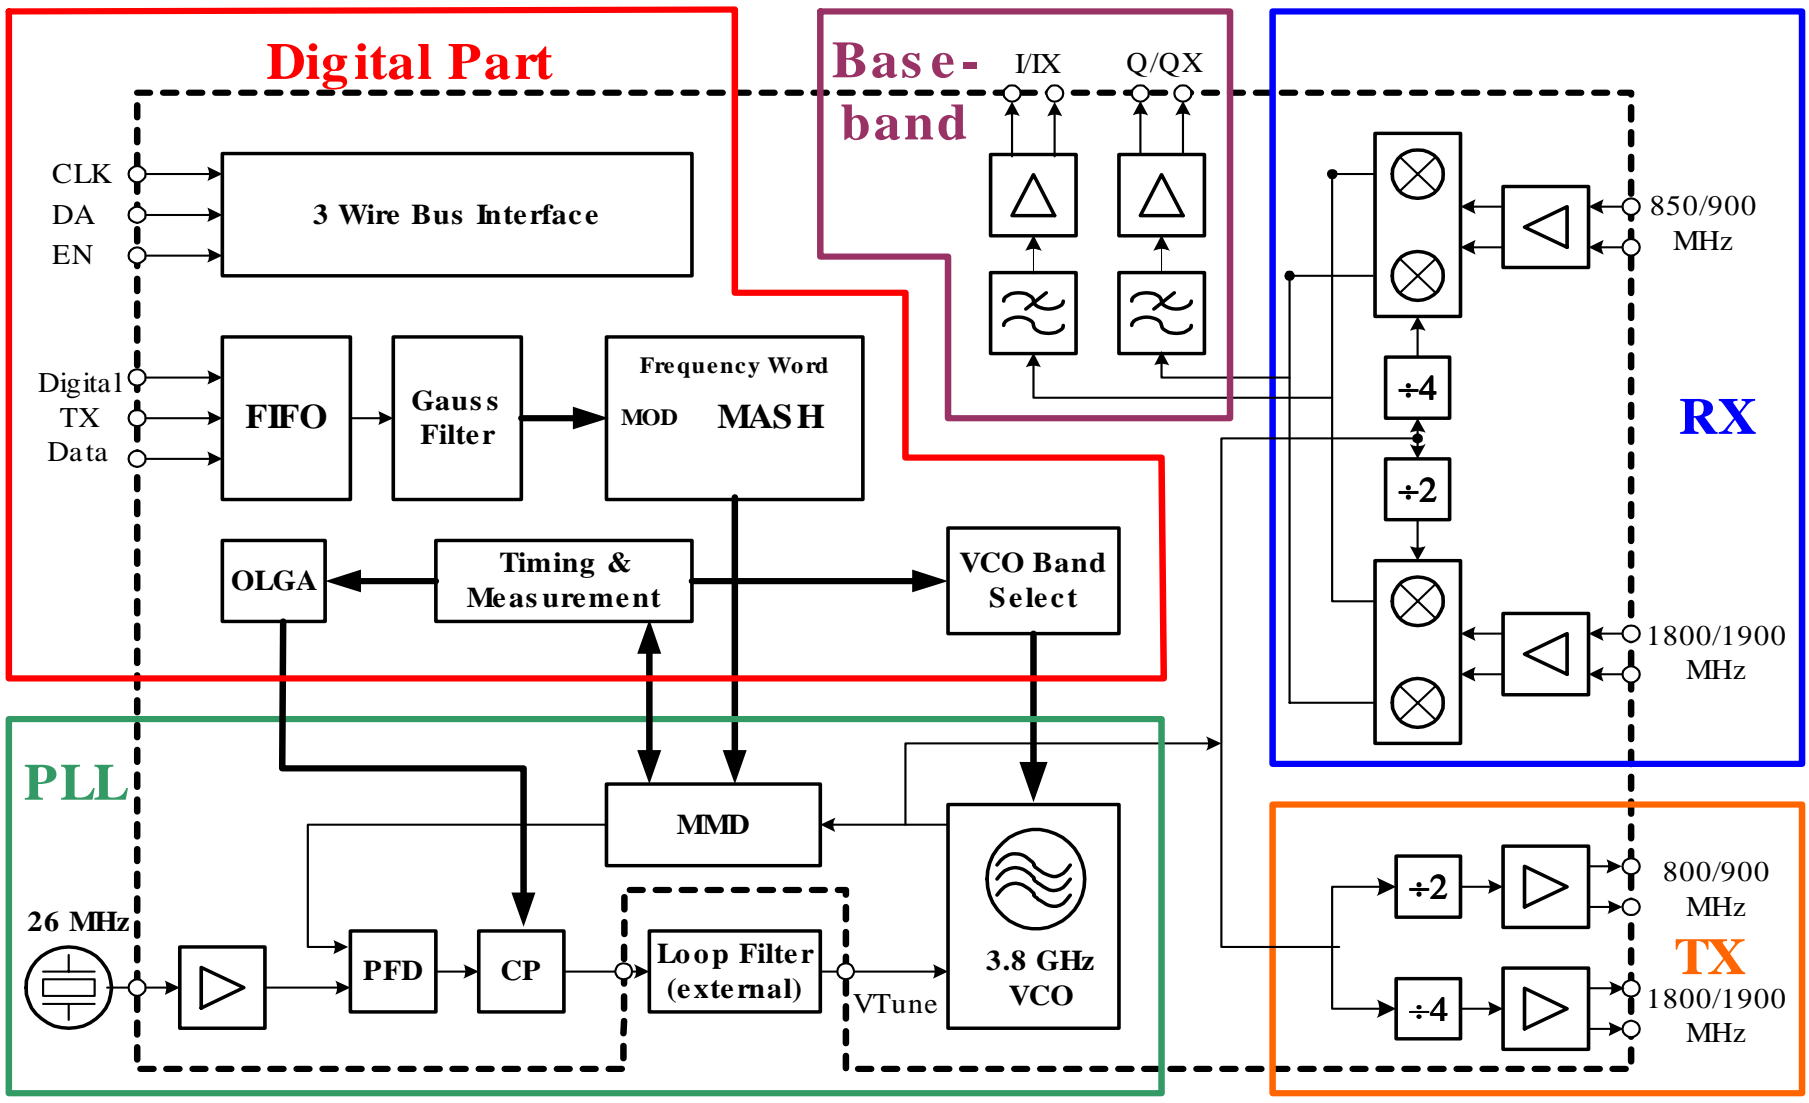 Digital Part
Base-
band
I/IX
Q/QX
CLK
DA
EN
3 Wire Bus Interface
850/900
MHz
Digital
TX
Data
FIFO
Gauss
Filter
Frequency Word
MOD
MASH
÷4
÷2
RX
OLGA
Timing &
Measurement
VCO Band
Select
1800/1900
MHz
PLL
MMD
26 MHz
PFD
CP
Loop Filter
(external)
VTune
3.8 GHz
VCO
÷2
800/900
MHz
TX
÷4
1800/1900
MHz